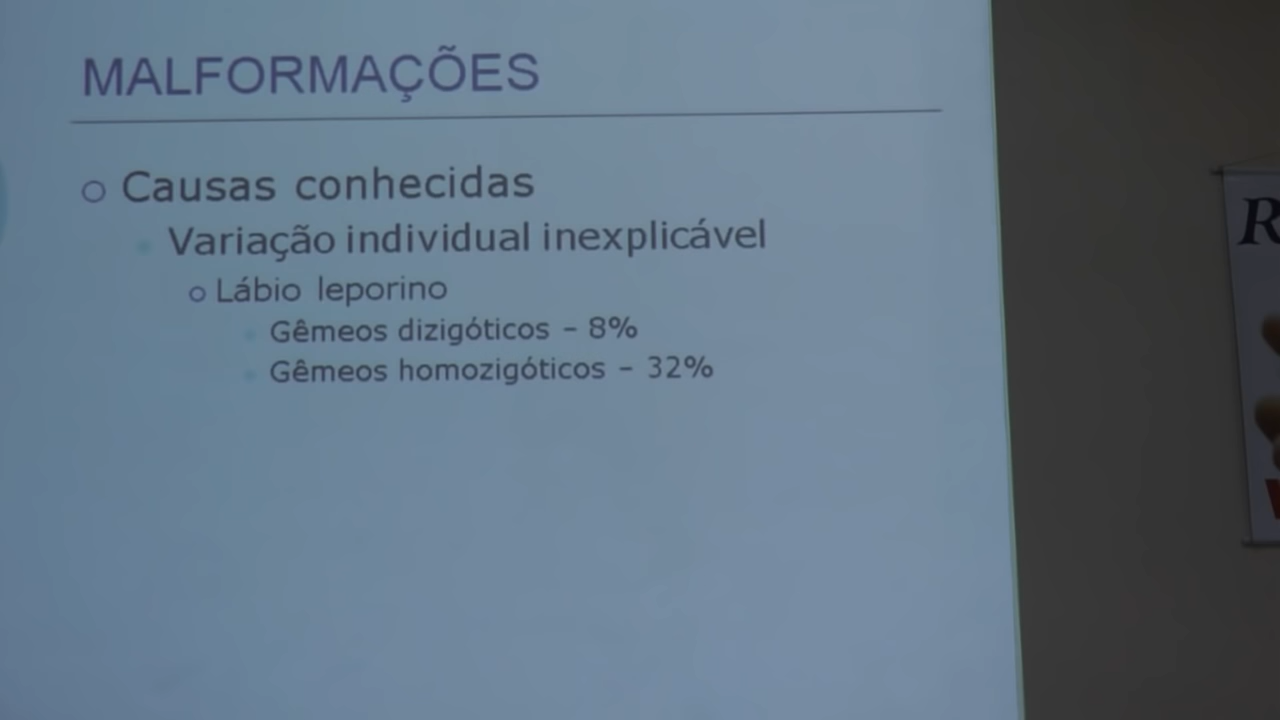 MALFORMAÇÕES
Causas conhecidas
Variação individual inexplicável
Lábio leporino
Gêmeos dizigóticos – 8%
Gêmeos homozigóticos – 32%
R